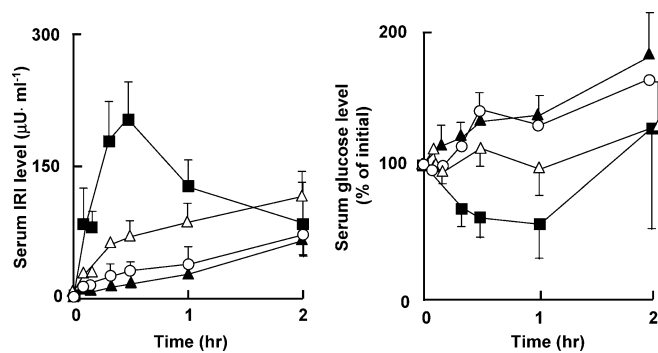 300
150
0
0
1
2
Serum IRI level (μU· ml-1)
Time (hr)
200
100
0
0
1
2
Serum glucose level
(% of initial)
Time (hr)